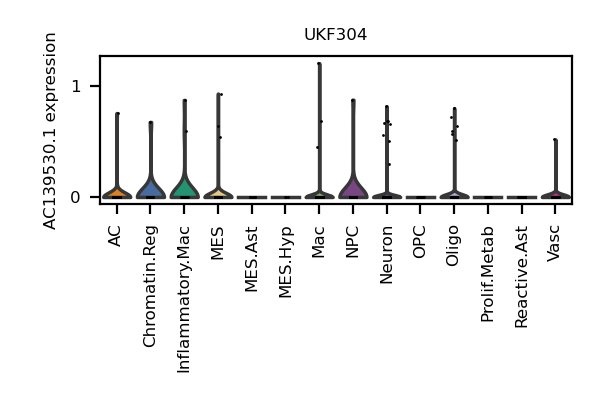 UKF304
AC139530.1 expression
1
0
AC
Chromatin.Reg
Inflammatory.Mac
MES
MES.Ast
MES.Hyp
Mac
NPC
Neuron
OPC
Oligo
Prolif.Metab
Reactive.Ast
Vasc